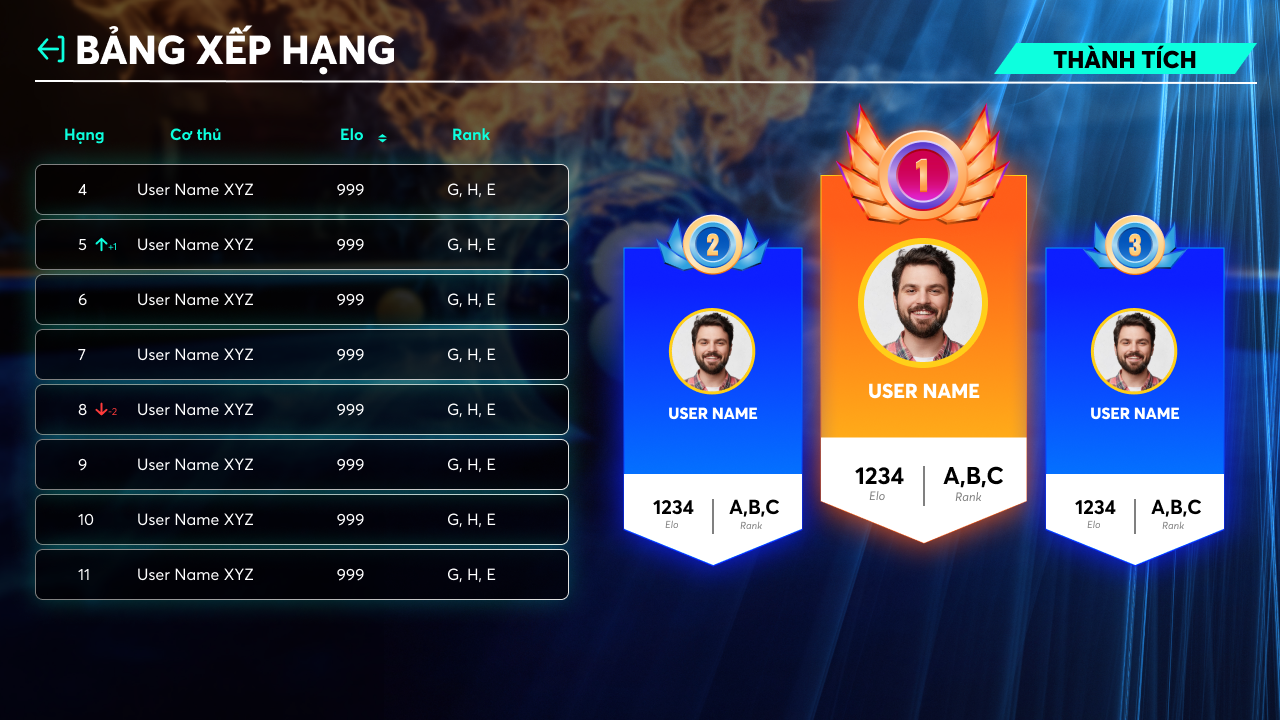 BẢNG XẾP HẠNG
THÀNH TÍCH
Hạng Cơ thủ Elo Rank
4 User Name XYZ 999 G, H, E
5 +1 User Name XYZ 999 G, H, E
6 User Name XYZ 999 G, H, E
7 User Name XYZ 999 G, H, E
8 -2 User Name XYZ 999 G, H, E
9 User Name XYZ 999 G, H, E
10 User Name XYZ 999 G, H, E
11 User Name XYZ 999 G, H, E
2
USER NAME
1234 A,B,C
Elo Rank
1
USER NAME
1234 A,B,C
Elo Rank
3
USER NAME
1234 A,B,C
Elo Rank